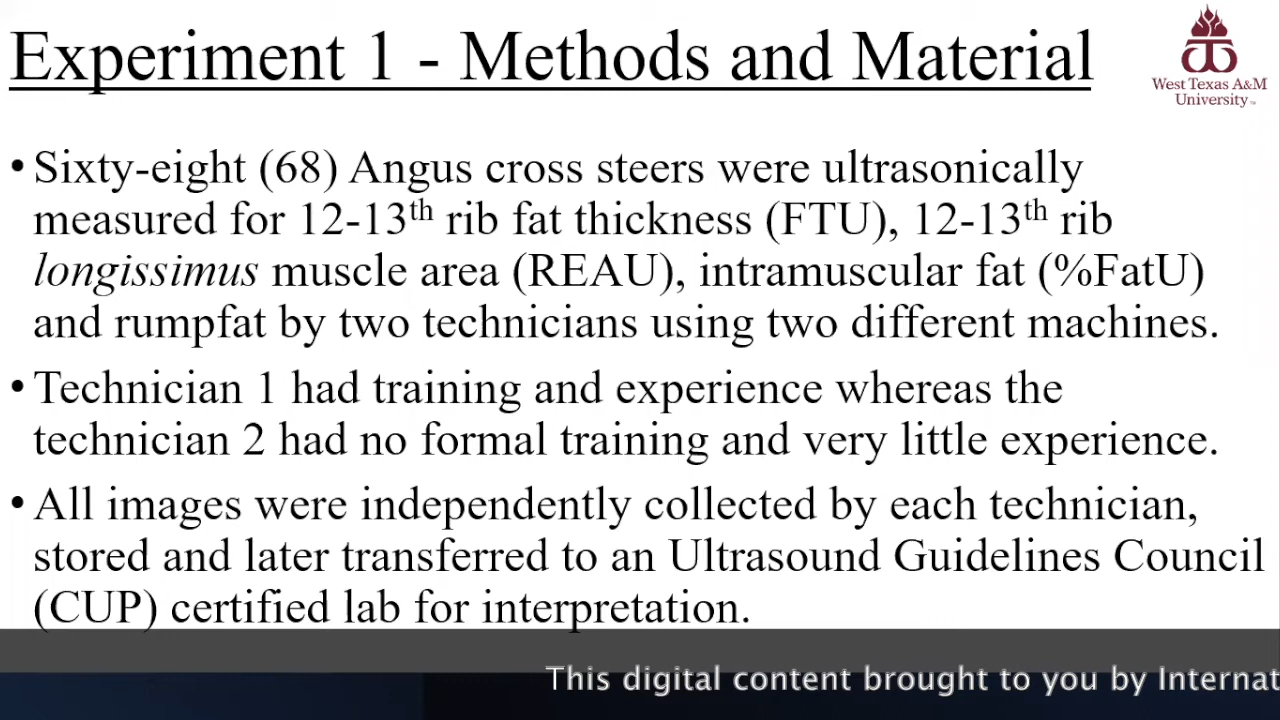 Experiment 1 - Methods and Material
West Texas A&M
University™
• Sixty-eight (68) Angus cross steers were ultrasonically
measured for 12-13th rib fat thickness (FTU), 12-13th rib
longissimus muscle area (REAU), intramuscular fat (%FatU)
and rumpfat by two technicians using two different machines.
• Technician 1 had training and experience whereas the
technician 2 had no formal training and very little experience.
• All images were independently collected by each technician,
stored and later transferred to an Ultrasound Guidelines Council
(CUP) certified lab for interpretation.
This digital content brought to you by Internat